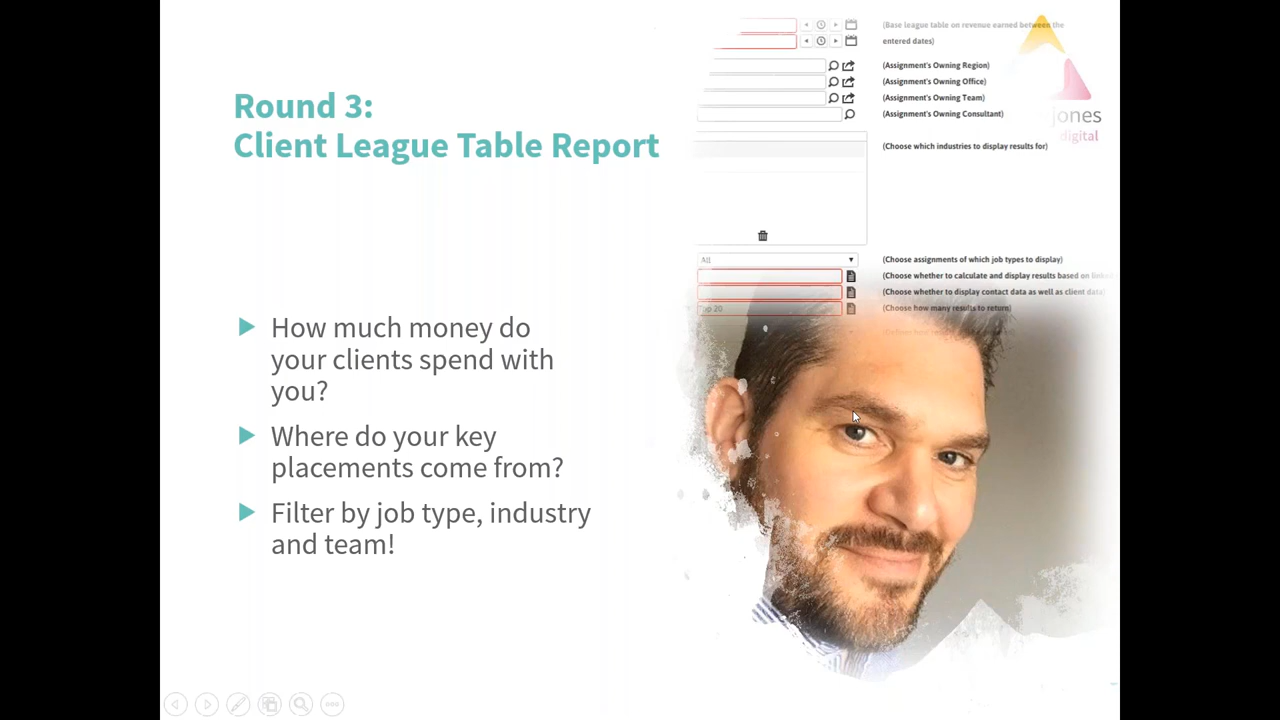 Round 3:
Client League Table Report
How much money do
your clients spend with
you?
Where do your key
placements come from?
Filter by job type, industry
and team!
(Base league table on revenue earned between the
entered dates)
(Assignment's Owning Region)
(Assignment's Owning Office)
(Assignment's Owning Team)
(Assignment's Owning Consultant)
(Choose which industries to display results for)
All
(Choose assignments of which job types to display)
(Choose whether to calculate and display results based on linked
(Choose whether to display contact data as well as client data)
20
(Choose how many results to return)
jones
digital